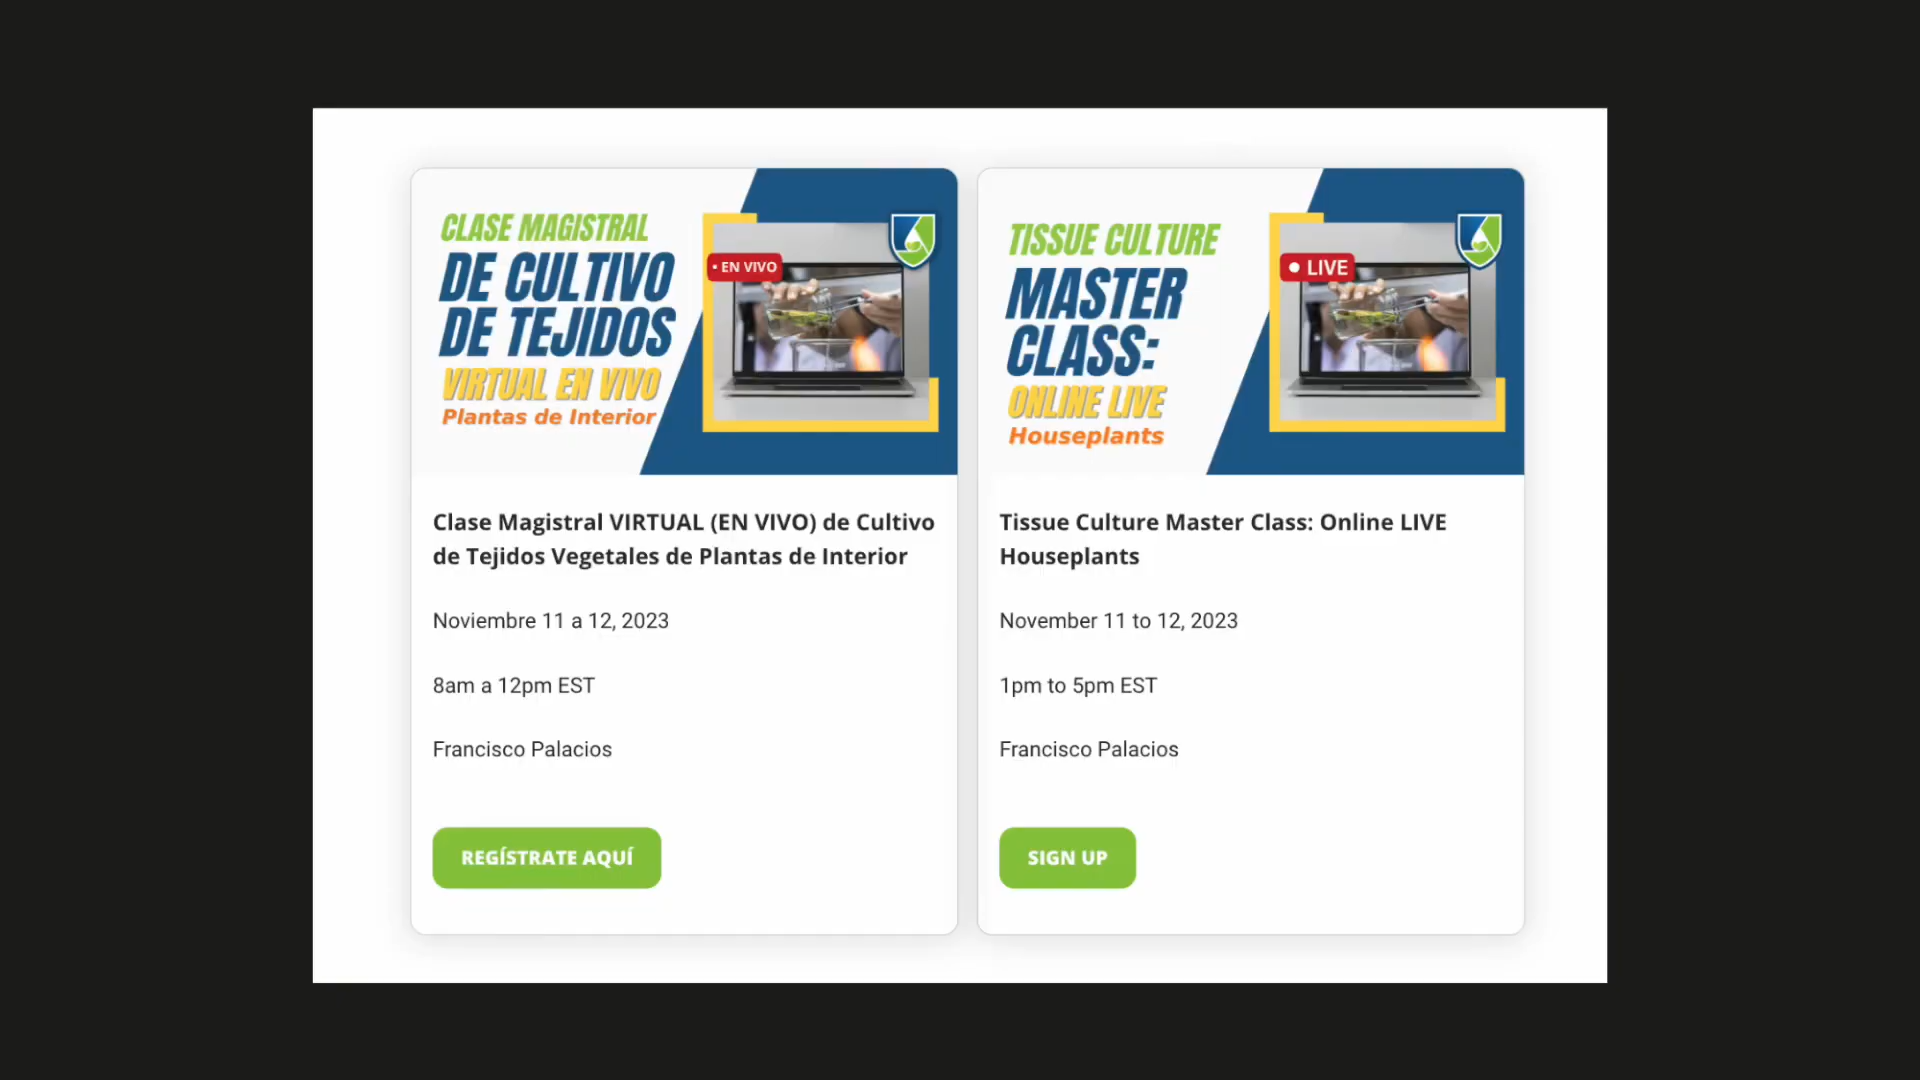 CLASE MAGISTRAL
DE CULTIVO
DE TEJIDOS
VIRTUAL EN VIVO
Plantas de Interior
• EN VIVO
Clase Magistral VIRTUAL (EN VIVO) de Cultivo
de Tejidos Vegetales de Plantas de Interior
Noviembre 11 a 12, 2023
8am a 12pm EST
Francisco Palacios
REGÍSTRATE AQUÍ
TISSUE CULTURE
MASTER
CLASS:
ONLINE LIVE
Houseplants
● LIVE
Tissue Culture Master Class: Online LIVE
Houseplants
November 11 to 12, 2023
1pm to 5pm EST
Francisco Palacios
SIGN UP